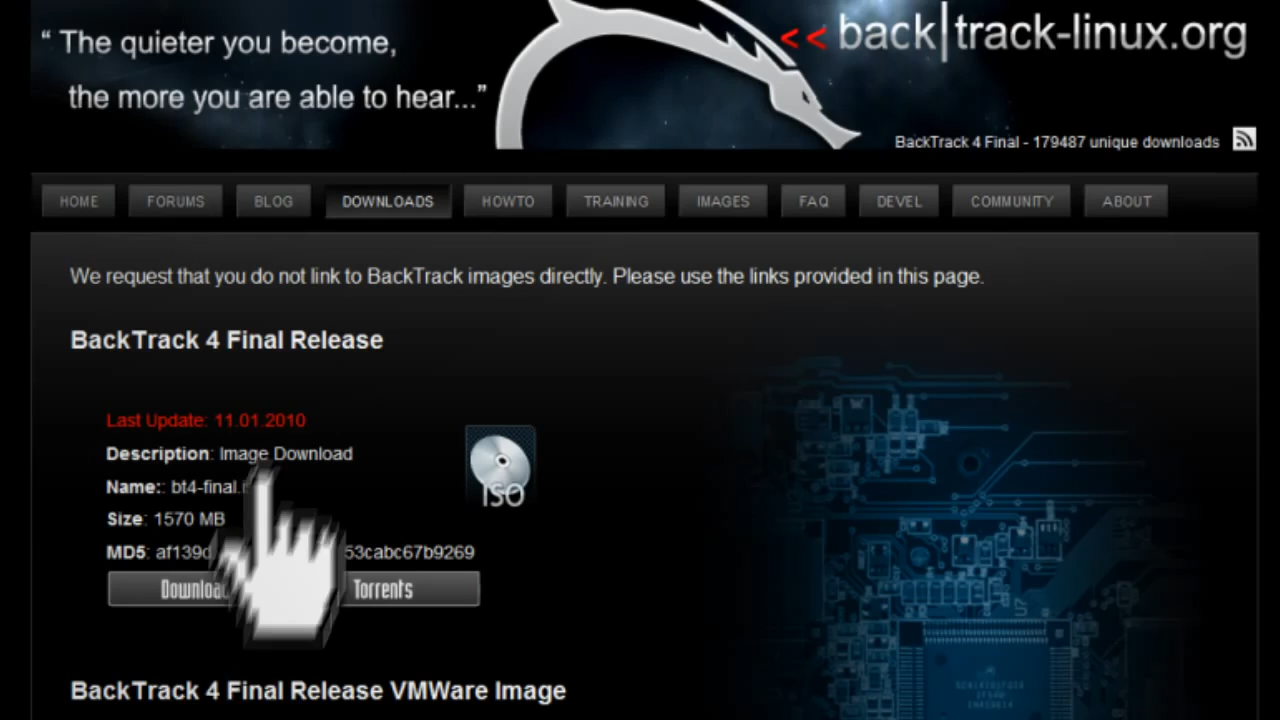 “ The quieter you become,
the more you are able to hear...”
<< back|track-linux.org
BackTrack 4 Final - 179487 unique downloads
HOME FORUMS BLOG DOWNLOADS HOWTO TRAINING IMAGES FAQ DEVEL COMMUNITY ABOUT
We request that you do not link to BackTrack images directly. Please use the links provided in this page.
BackTrack 4 Final Release
Last Update: 11.01.2010
Description: Image Download
ISO
Name:: bt4-final.
Size: 1570 MB
MD5: af139d 53cabc67b9269
Torrents
BackTrack 4 Final Release VMWare Image